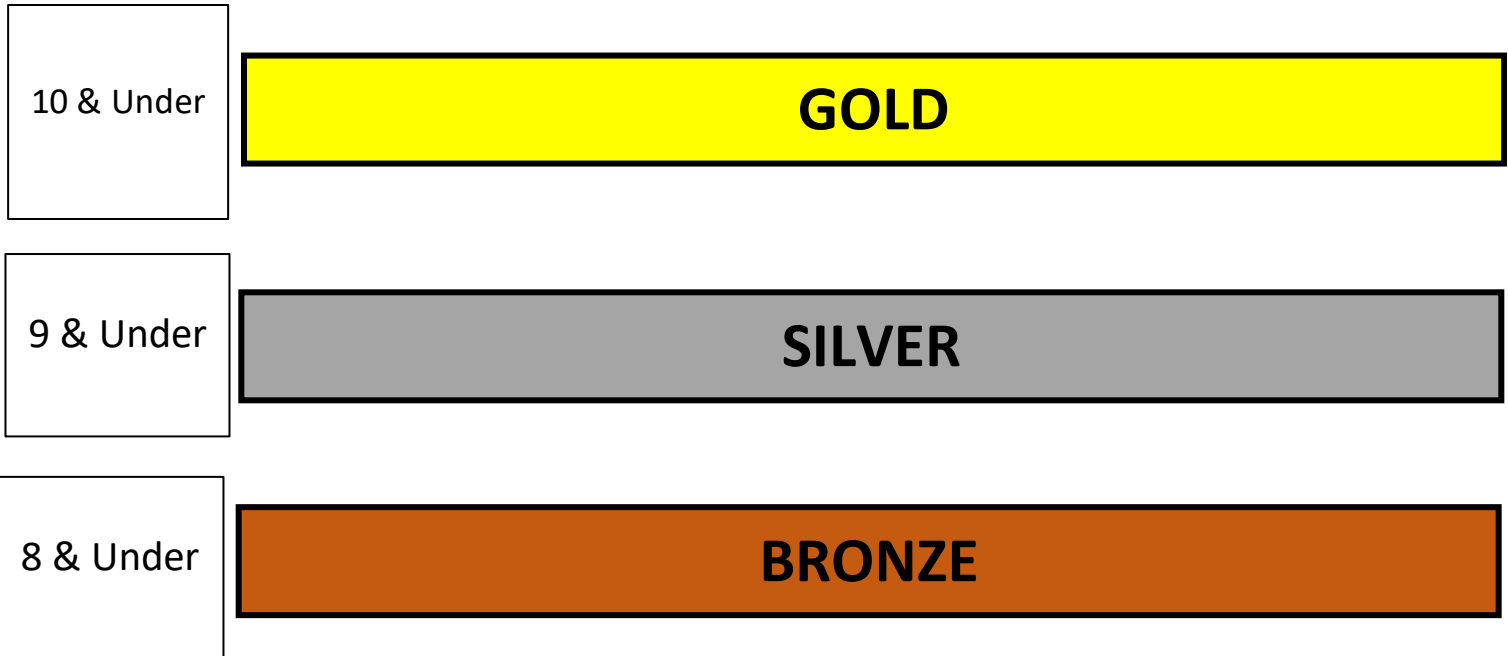 10 & Under
GOLD
9 & Under
SILVER
8 & Under
BRONZE